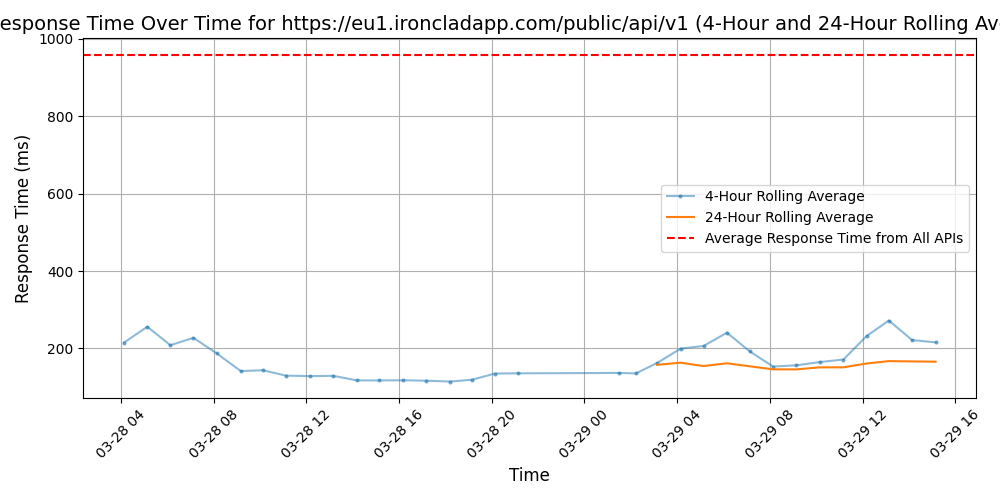 esponse Time Over Time for https://eu1.ironcladapp.com/public/api/v1 (4-Hour and 24-Hour Rolling Av
1000
800
600
400
200
Response Time (ms)
4-Hour Rolling Average
24-Hour Rolling Average
Average Response Time from All APIs
03-28 04
03-28 08
03-28 12
03-28 16
03-28 20
03-29 00
03-29 04
03-29 08
03-29 12
03-29 16
Time